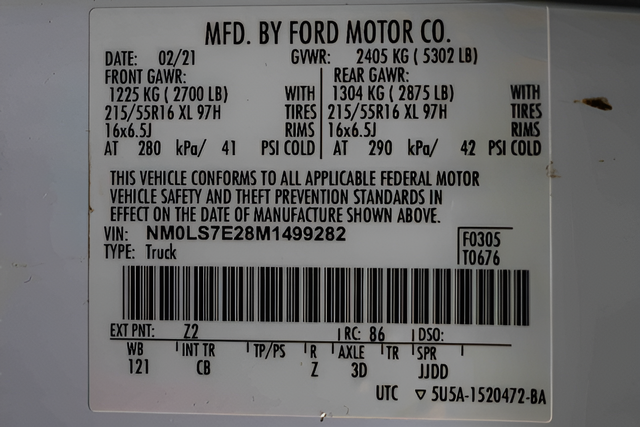 MFD. BY FORD MOTOR CO.
DATE: 02/21 GVWR: 2405 KG ( 5302 LB)
FRONT GAWR: REAR GAWR:
1225 KG ( 2700 LB) WITH 1304 KG ( 2875 LB) WITH
215/55R16 XL 97H TIRES 215/55R16 XL 97H TIRES
16x6.5J RIMS 16x6.5J RIMS
AT 280 kPa/ 41 PSI COLD AT 290 kPa/ 42 PSI COLD
THIS VEHICLE CONFORMS TO ALL APPLICABLE FEDERAL MOTOR
VEHICLE SAFETY AND THEFT PREVENTION STANDARDS IN
EFFECT ON THE DATE OF MANUFACTURE SHOWN ABOVE.
VIN: NM0LS7E28M1499282 F0305
TYPE: Truck T0676
EXT PNT: Z2 RC: 86 DSO:
WB INT TR TP/PS R AXLE TR SPR
121 CB Z 3D JJDD
UTC ▽ 5U5A-1520472-BA